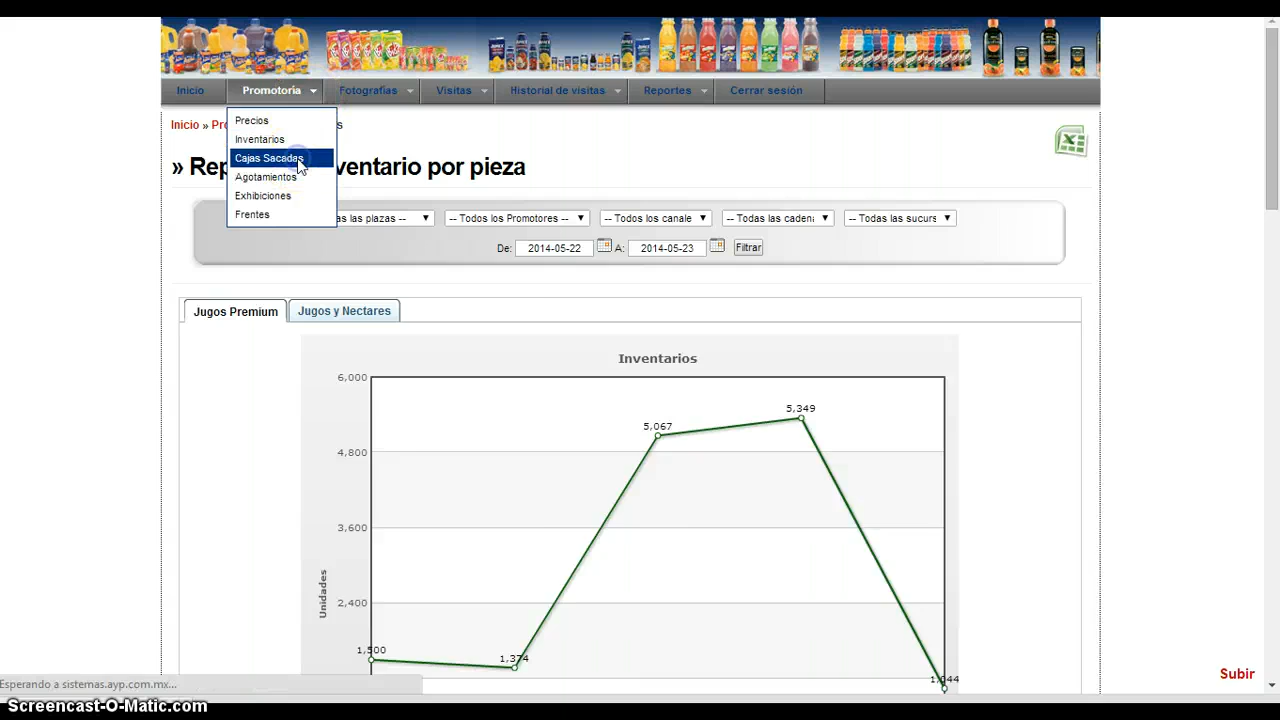 Inicio Promotoría Fotografías Visitas Historial de visitas Reportes Cerrar sesión
Precios
Inicio » Pro s
Inventarios
Cajas Sacadas
» Rep ventario por pieza
Agotamientos
Exhibiciones
Frentes
as las plazas -- -- Todos los Promotores -- -- Todos los canale -- Todas las caden -- Todas las sucurs
De: 2014-05-22 A: 2014-05-23 Filtrar
Jugos Premium Jugos y Nectares
Inventarios
6,000
5,349
5,067
4,800
3,600
Unidades
2,400
1,500
1,374
1,044
Subir
Esperando a sistemas.ayp.com.mx...
Screencast-O-Matic.com